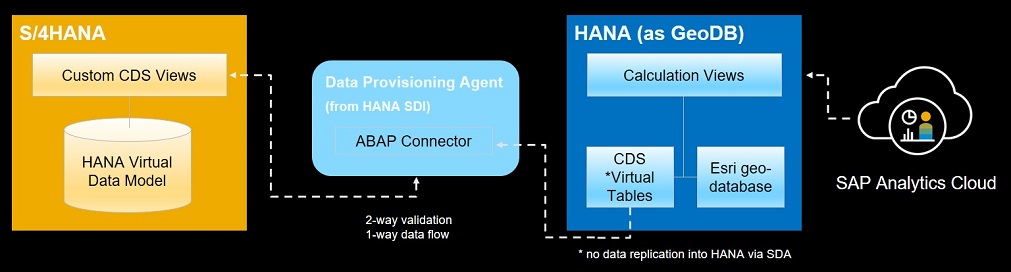 S/4HANA
Custom CDS Views
HANA Virtual
Data Model
Data Provisioning Agent
(from HANA SDI)
ABAP Connector
2-way validation
1-way data flow
HANA (as GeoDB)
Calculation Views
CDS
*Virtual
Tables
Esri geo-
database
* no data replication into HANA via SDA
SAP Analytics Cloud